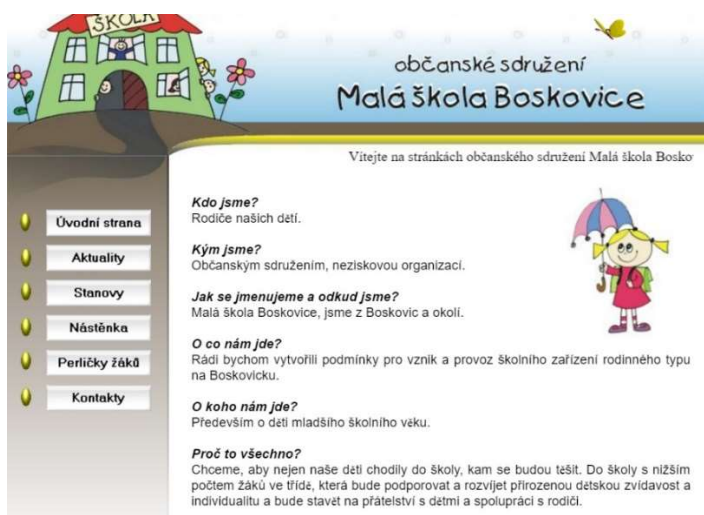 ŠKOLA
občanské sdružení
Malá škola Boskovice
Vítejte na stránkách občanského sdružení Malá škola Bosko
Úvodní strana
Aktuality
Stanovy
Nástěnka
Perličky žáků
Kontakty
Kdo jsme?
Rodiče našich dětí.
Kým jsme?
Občanským sdružením, neziskovou organizací.
Jak se jmenujeme a odkud jsme?
Malá škola Boskovice, jsme z Boskovic a okolí.
O co nám jde?
Rádi bychom vytvořili podmínky pro vznik a provoz školního zařízení rodinného typu
na Boskovicku.
O koho nám jde?
Především o děti mladšího školního věku.
Proč to všechno?
Chceme, aby nejen naše děti chodily do školy, kam se budou těšit. Do školy s nižším
počtem žáků ve třídě, která bude podporovat a rozvíjet přirozenou dětskou zvídavost a
individualitu a bude stavět na přátelství s dětmi a spolupráci s rodiči.